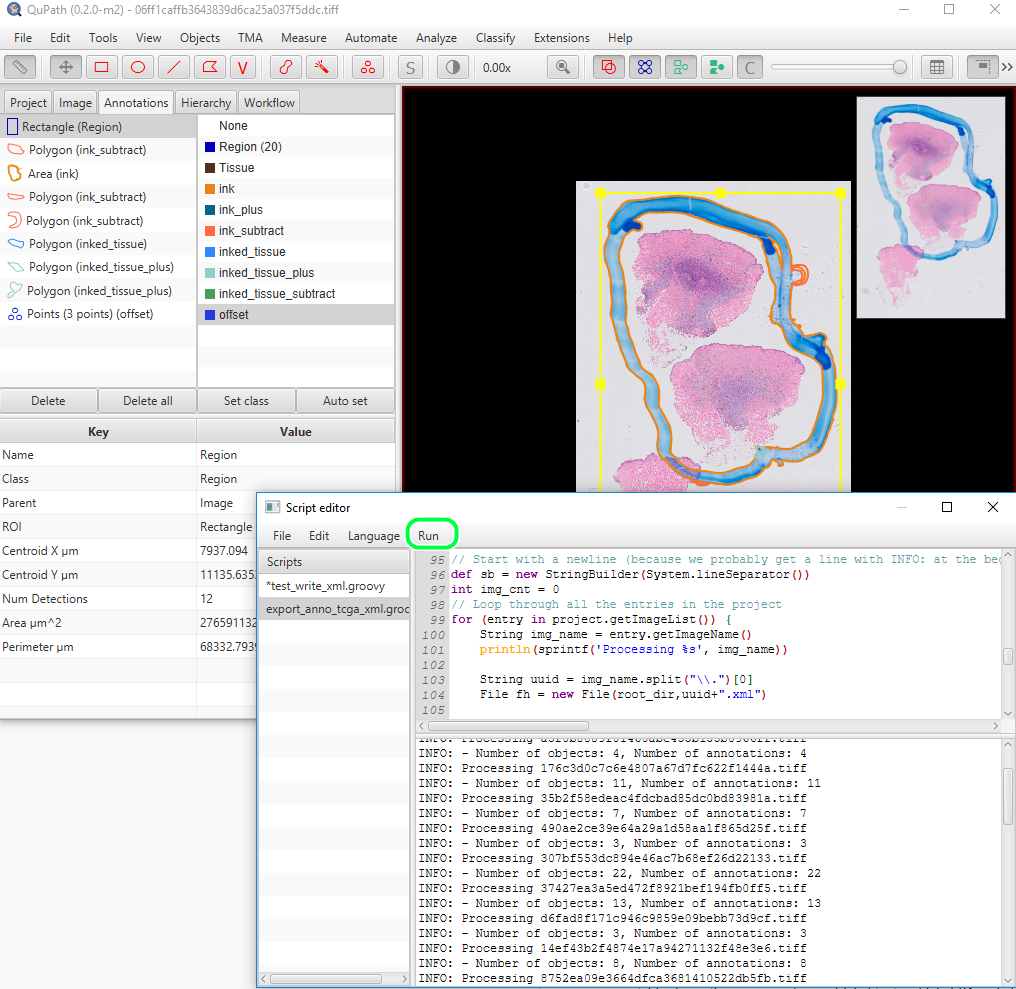 QuPath (0.2.0-m2) - 06ff1caffb3643839d6ca25a037f5ddc.tiff
File Edit Tools View Objects TMA Measure Automate Analyze Classify Extensions Help
V S 0.00x C
Project Image Annotations Hierarchy Workflow
Rectangle (Region)
Polygon (ink_subtract)
Area (ink)
Polygon (ink_subtract)
Polygon (ink_subtract)
Polygon (inked_tissue)
Polygon (inked_tissue_plus)
Polygon (inked_tissue_plus)
Points (3 points) (offset)
None
Region (20)
Tissue
ink
ink_plus
ink_subtract
inked_tissue
inked_tissue_plus
inked_tissue_subtract
offset
Delete Delete all Set class Auto set
Key Value
Name Region
Class Region
Parent Image
ROI Rectangle
Centroid X µm 7937.094
Centroid Y µm 11135.635
Num Detections 12
Area µm^2 276591132
Perimeter µm 68332.793
Script editor
File Edit Language Run
Scripts
*test_write_xml.groovy
export_anno_tcga_xml.groo
95 // Start with a newline (because we probably get a line with INFO: at the be
96 def sb = new StringBuilder(System.lineSeparator())
97 int img_cnt = 0
98 // Loop through all the entries in the project
99 for (entry in project.getImageList()) {
100 String img_name = entry.getImageName()
101 println(sprintf('Processing %s', img_name))
102
103 String uuid = img_name.split("\\.")[0]
104 File fh = new File(root_dir,uuid+".xml")
105
INFO: - Number of objects: 4, Number of annotations: 4
INFO: Processing 176c3d0c7c6e4807a67d7fc622f1444a.tiff
INFO: - Number of objects: 11, Number of annotations: 11
INFO: Processing 35b2f58edeac4fdcbad85dc0bd83981a.tiff
INFO: - Number of objects: 7, Number of annotations: 7
INFO: Processing 490ae2ce39e64a29a1d58aa1f865d25f.tiff
INFO: - Number of objects: 3, Number of annotations: 3
INFO: Processing 307bf553dc894e46ac7b68ef26d22133.tiff
INFO: - Number of objects: 22, Number of annotations: 22
INFO: Processing 37427ea3a5ed472f8921bef194fb0ff5.tiff
INFO: - Number of objects: 13, Number of annotations: 13
INFO: Processing d6fad8f171c946c9859e09bebb73d9cf.tiff
INFO: - Number of objects: 3, Number of annotations: 3
INFO: Processing 14ef43b2f4874e17a94271132f48e3e6.tiff
INFO: - Number of objects: 8, Number of annotations: 8
INFO: Processing 8752ea09e3664dfca3681410522db5fb.tiff